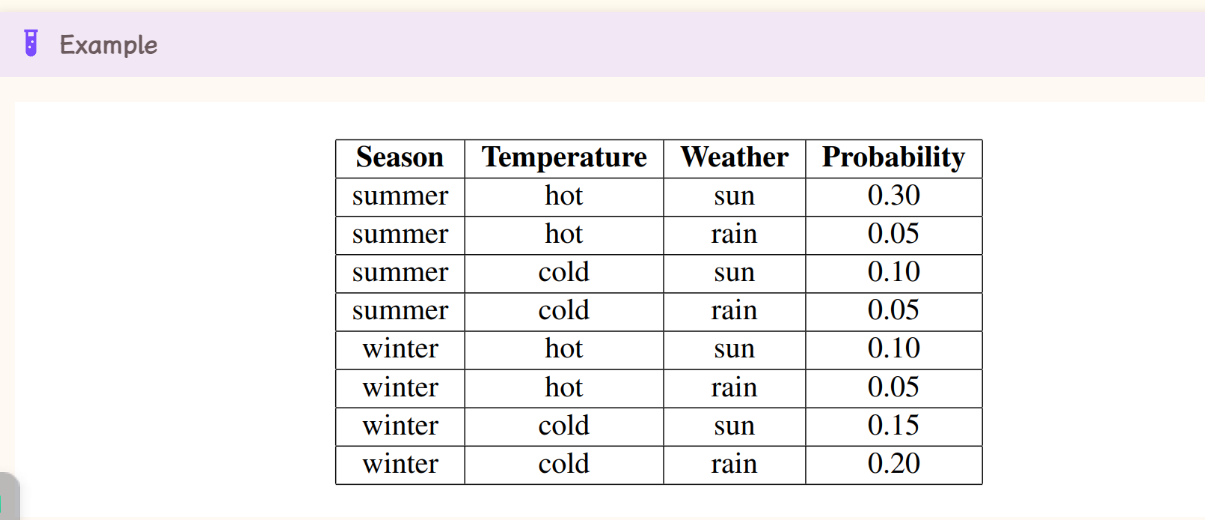 Example
Season Temperature Weather Probability
summer hot sun 0.30
summer hot rain 0.05
summer cold sun 0.10
summer cold rain 0.05
winter hot sun 0.10
winter hot rain 0.05
winter cold sun 0.15
winter cold rain 0.20